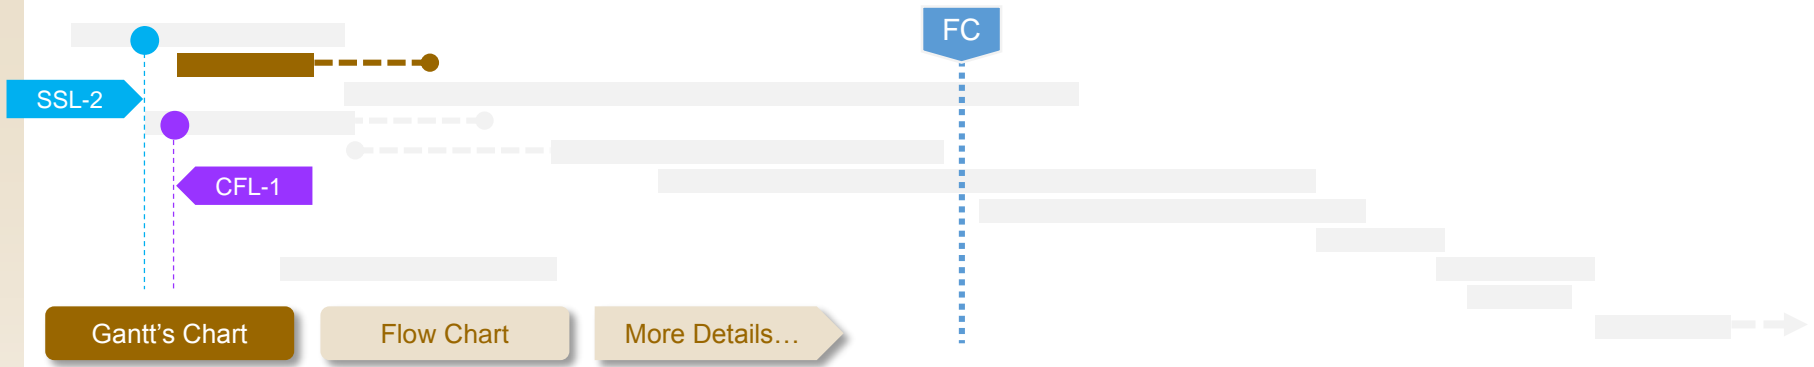 FC
SSL-2
CFL-1
Gantt’s Chart
Flow Chart
More Details…